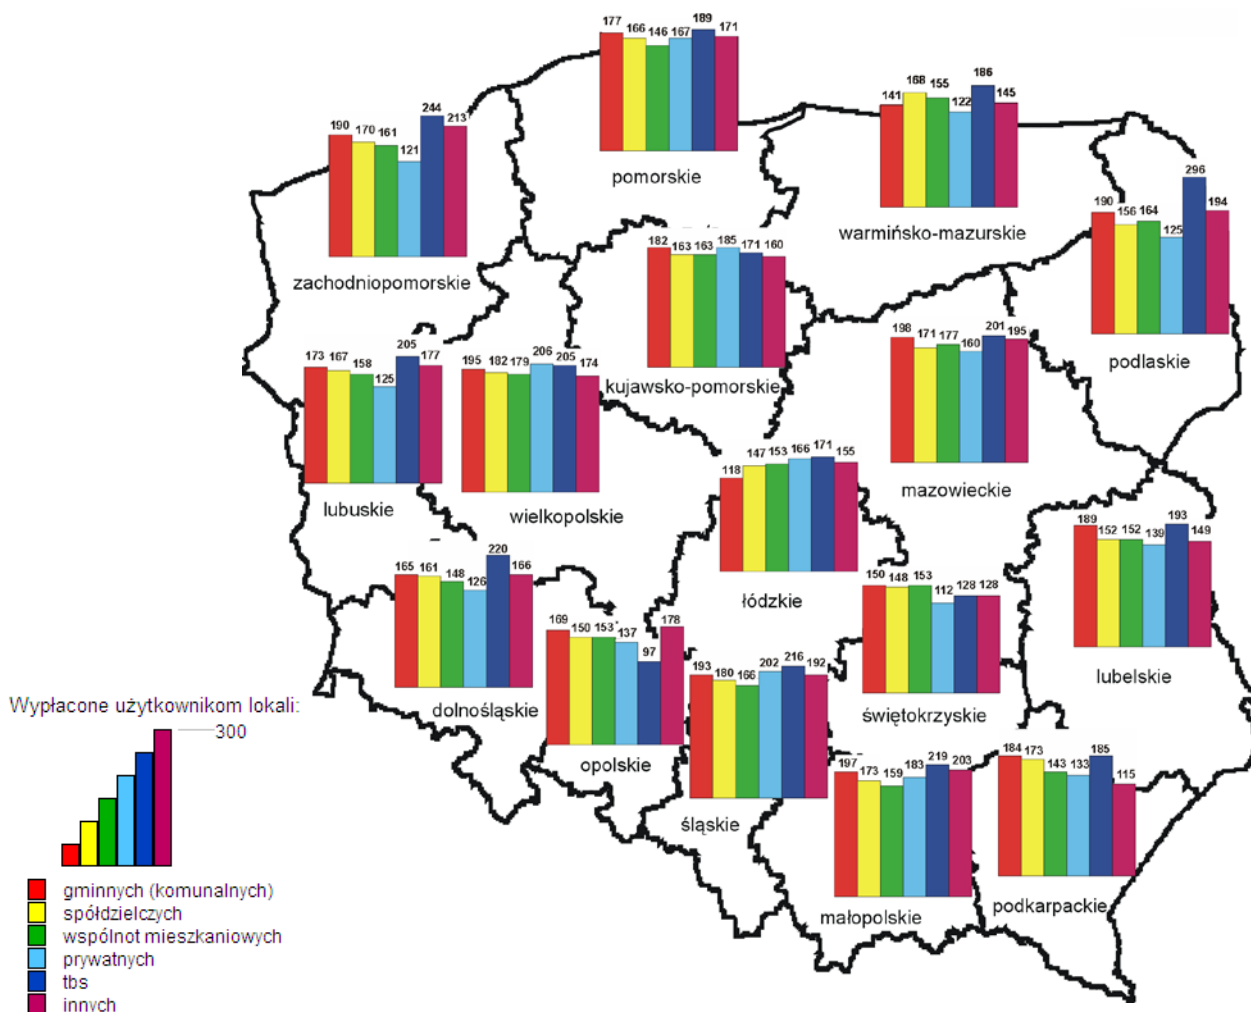 177 166 146 167 189 171
pomorskie
141 168 155 122 186 145
warmińsko-mazurskie
190 170 161 121 244 213
zachodniopomorskie
190 156 164 125 296 194
podlaskie
182 163 163 185 171 160
kujawsko-pomorskie
198 171 177 160 201 195
mazowieckie
173 167 158 125 205 177
lubuskie
195 182 179 206 205 174
wielkopolskie
118 147 153 166 171 155
łódzkie
189 152 152 139 193 149
lubelskie
165 161 148 126 220 166
dolnośląskie
150 148 153 112 128 128
świętokrzyskie
169 150 153 137 97 178
opolskie
193 180 166 202 216 192
śląskie
197 173 159 183 219 203
małopolskie
184 173 143 133 185 115
podkarpackie
Wypłacone użytkownikom lokali:
300
gminnych (komunalnych)
spółdzielczych
wspólnot mieszkaniowych
prywatnych
tbs
innych